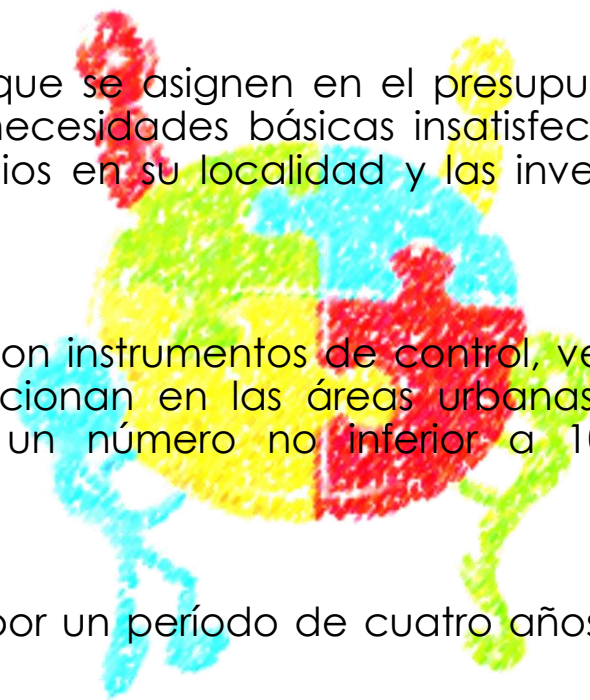 que se asignen en el presupu
necesidades básicas insatisfec
ios en su localidad y las inve
on instrumentos de control, ve
cionan en las áreas urbanas
un número no inferior a 10
por un período de cuatro años